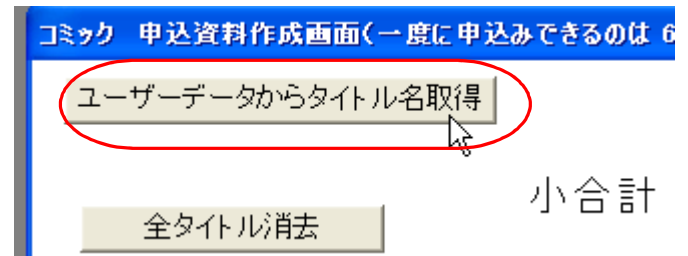 コミック 申込資料作成画面(一度に申込みできるのは 6
ユーザーデータからタイトル名取得
小合計
全タイトル消去